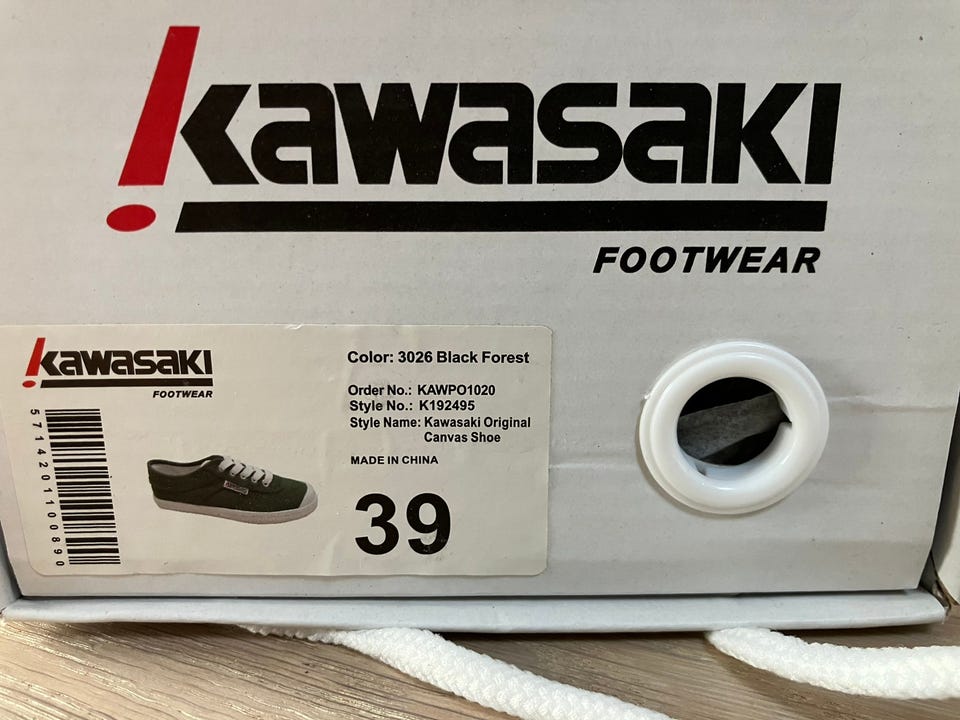 KAWASAKI
FOOTWEAR
KAWASAKI
FOOTWEAR
Color: 3026 Black Forest
Order No.: KAWPO1020
Style No.: K192495
Style Name: Kawasaki Original
Canvas Shoe
MADE IN CHINA
39
5714201100890